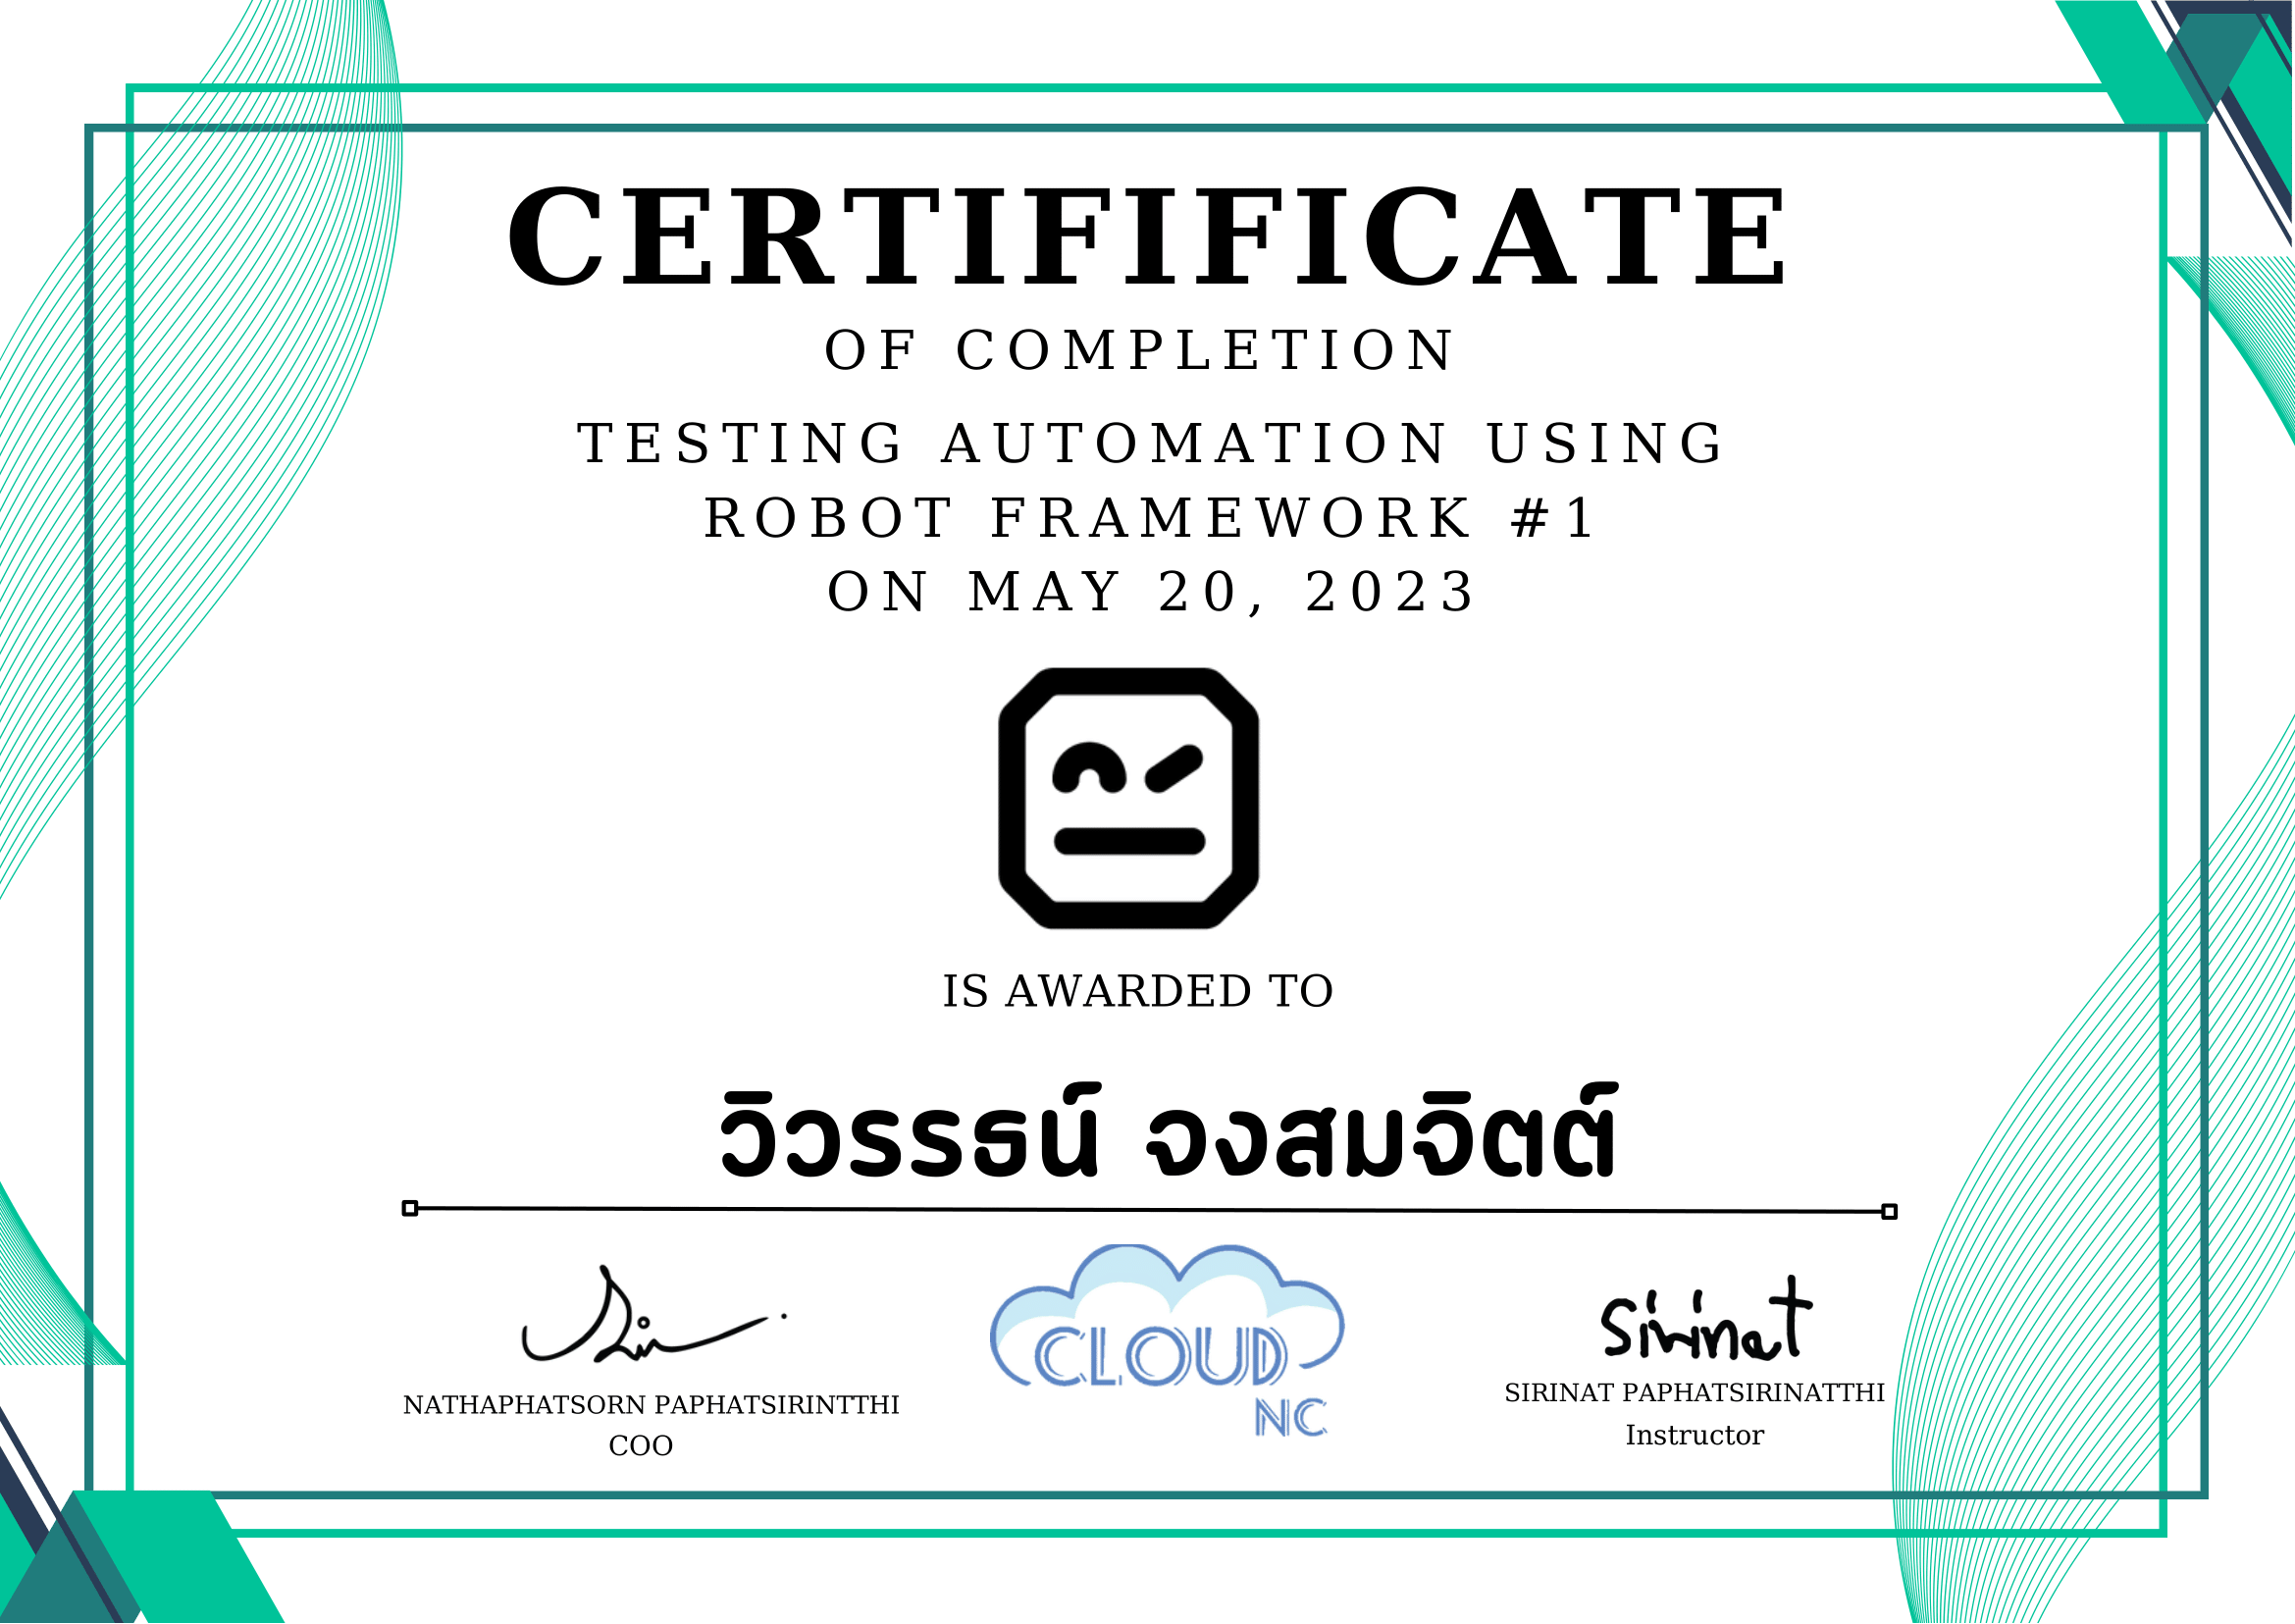 CERTIFIFICATE
OF COMPLETION
TESTING AUTOMATION USING
ROBOT FRAMEWORK #1
ON MAY 20, 2023
IS AWARDED TO
วิวรรธน์ จงสมจิตต์
Sirinat
NATHAPHATSORN PAPHATSIRINTTHI
COO
CLOUD
NC
SIRINAT PAPHATSIRINATTHI
Instructor